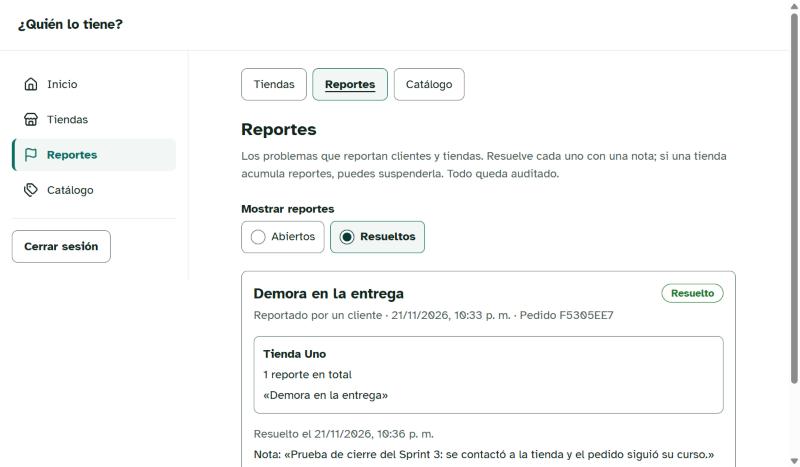 ¿Quién lo tiene?
Inicio
Tiendas
Reportes
Catálogo
Cerrar sesión
Tiendas Reportes Catálogo
Reportes
Los problemas que reportan clientes y tiendas. Resuelve cada uno con una nota; si una tienda
acumula reportes, puedes suspenderla. Todo queda auditado.
Mostrar reportes
Abiertos Resueltos
Demora en la entrega Resuelto
Reportado por un cliente · 21/11/2026, 10:33 p. m. · Pedido F5305EE7
Tienda Uno
1 reporte en total
«Demora en la entrega»
Resuelto el 21/11/2026, 10:36 p. m.
Nota: «Prueba de cierre del Sprint 3: se contactó a la tienda y el pedido siguió su curso.»